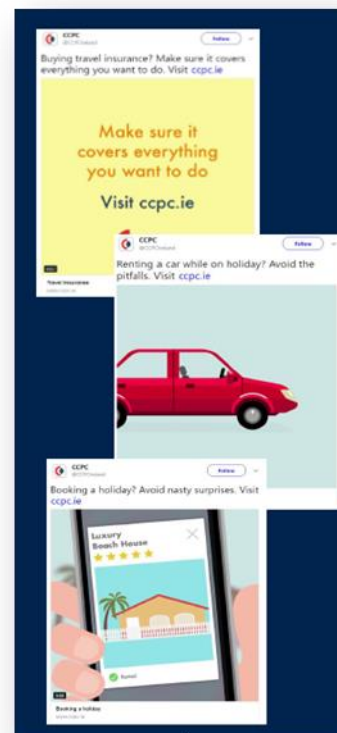 CCPC
@CCPCIreland
Follow
Buying travel insurance? Make sure it covers
everything you want to do. Visit ccpc.ie
Make sure it
covers everything
you want to do
Visit ccpc.ie
Travel Insurance
CCPC
@CCPCIreland
Follow
Renting a car while on holiday? Avoid the
pitfalls. Visit ccpc.ie
CCPC
@CCPCIreland
Follow
Booking a holiday? Avoid nasty surprises. Visit
ccpc.ie
Luxury
Beach House
Booking a holiday